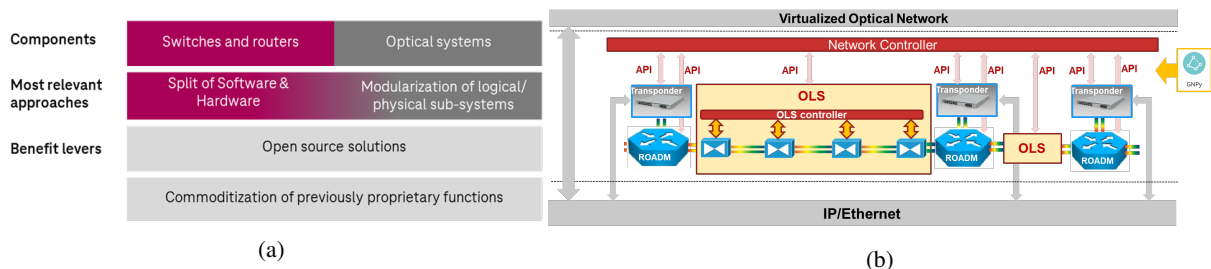 Components
Switches and routers
Optical systems
Most relevant
approaches
Split of Software &
Hardware
Modularization of logical/
physical sub-systems
Benefit levers
Open source solutions
Commoditization of previously proprietary functions
(a)
Virtualized Optical Network
Network Controller
API
API
API
API
API
API
GNPy
Transponder
OLS
OLS controller
Transponder
Transponder
ROADM
ROADM
OLS
ROADM
IP/Ethernet
(b)